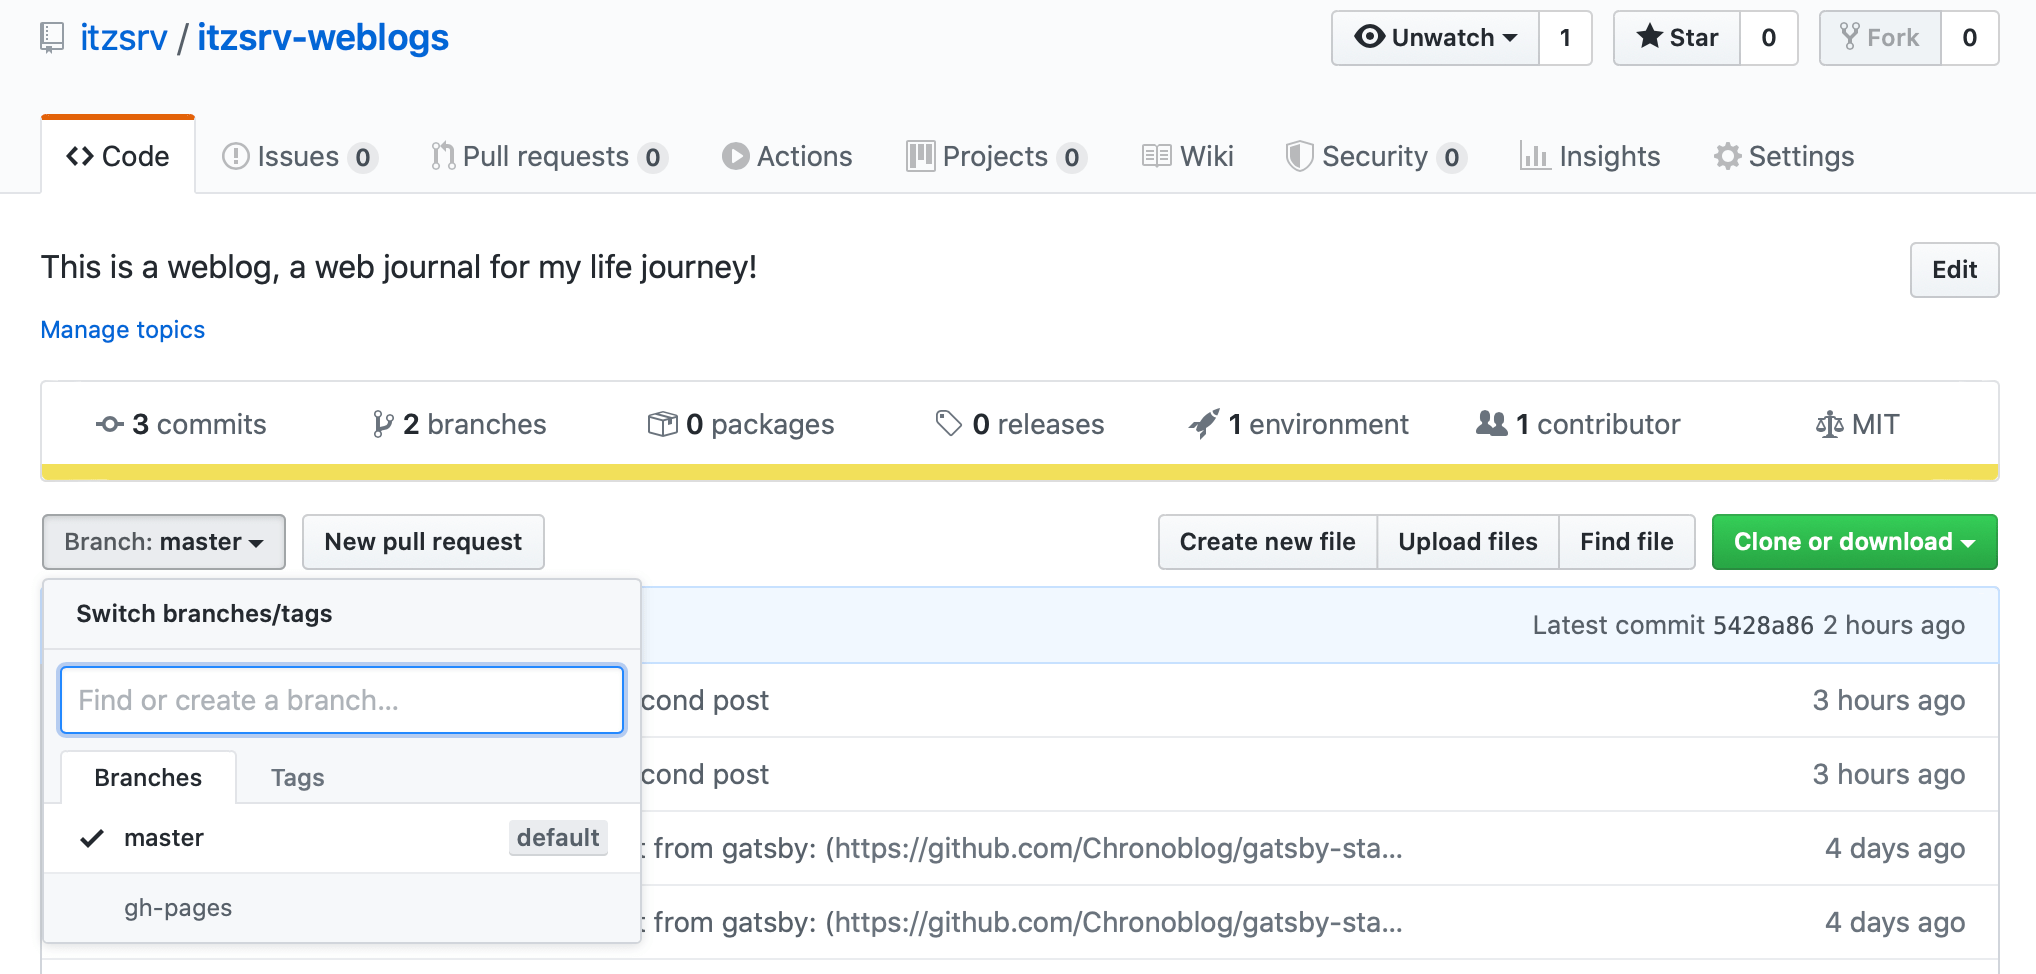 itzsrv / itzsrv-weblogs
Unwatch 1 Star 0 Fork 0
Code Issues 0 Pull requests 0 Actions Projects 0 Wiki Security 0 Insights Settings
This is a weblog, a web journal for my life journey!
Edit
Manage topics
3 commits 2 branches 0 packages 0 releases 1 environment 1 contributor MIT
Branch: master New pull request Create new file Upload files Find file Clone or download
Switch branches/tags
Latest commit 5428a86 2 hours ago
Find or create a branch...
cond post 3 hours ago
Branches Tags
cond post 3 hours ago
master default
t from gatsby: (https://github.com/Chronoblog/gatsby-sta... 4 days ago
gh-pages
t from gatsby: (https://github.com/Chronoblog/gatsby-sta... 4 days ago